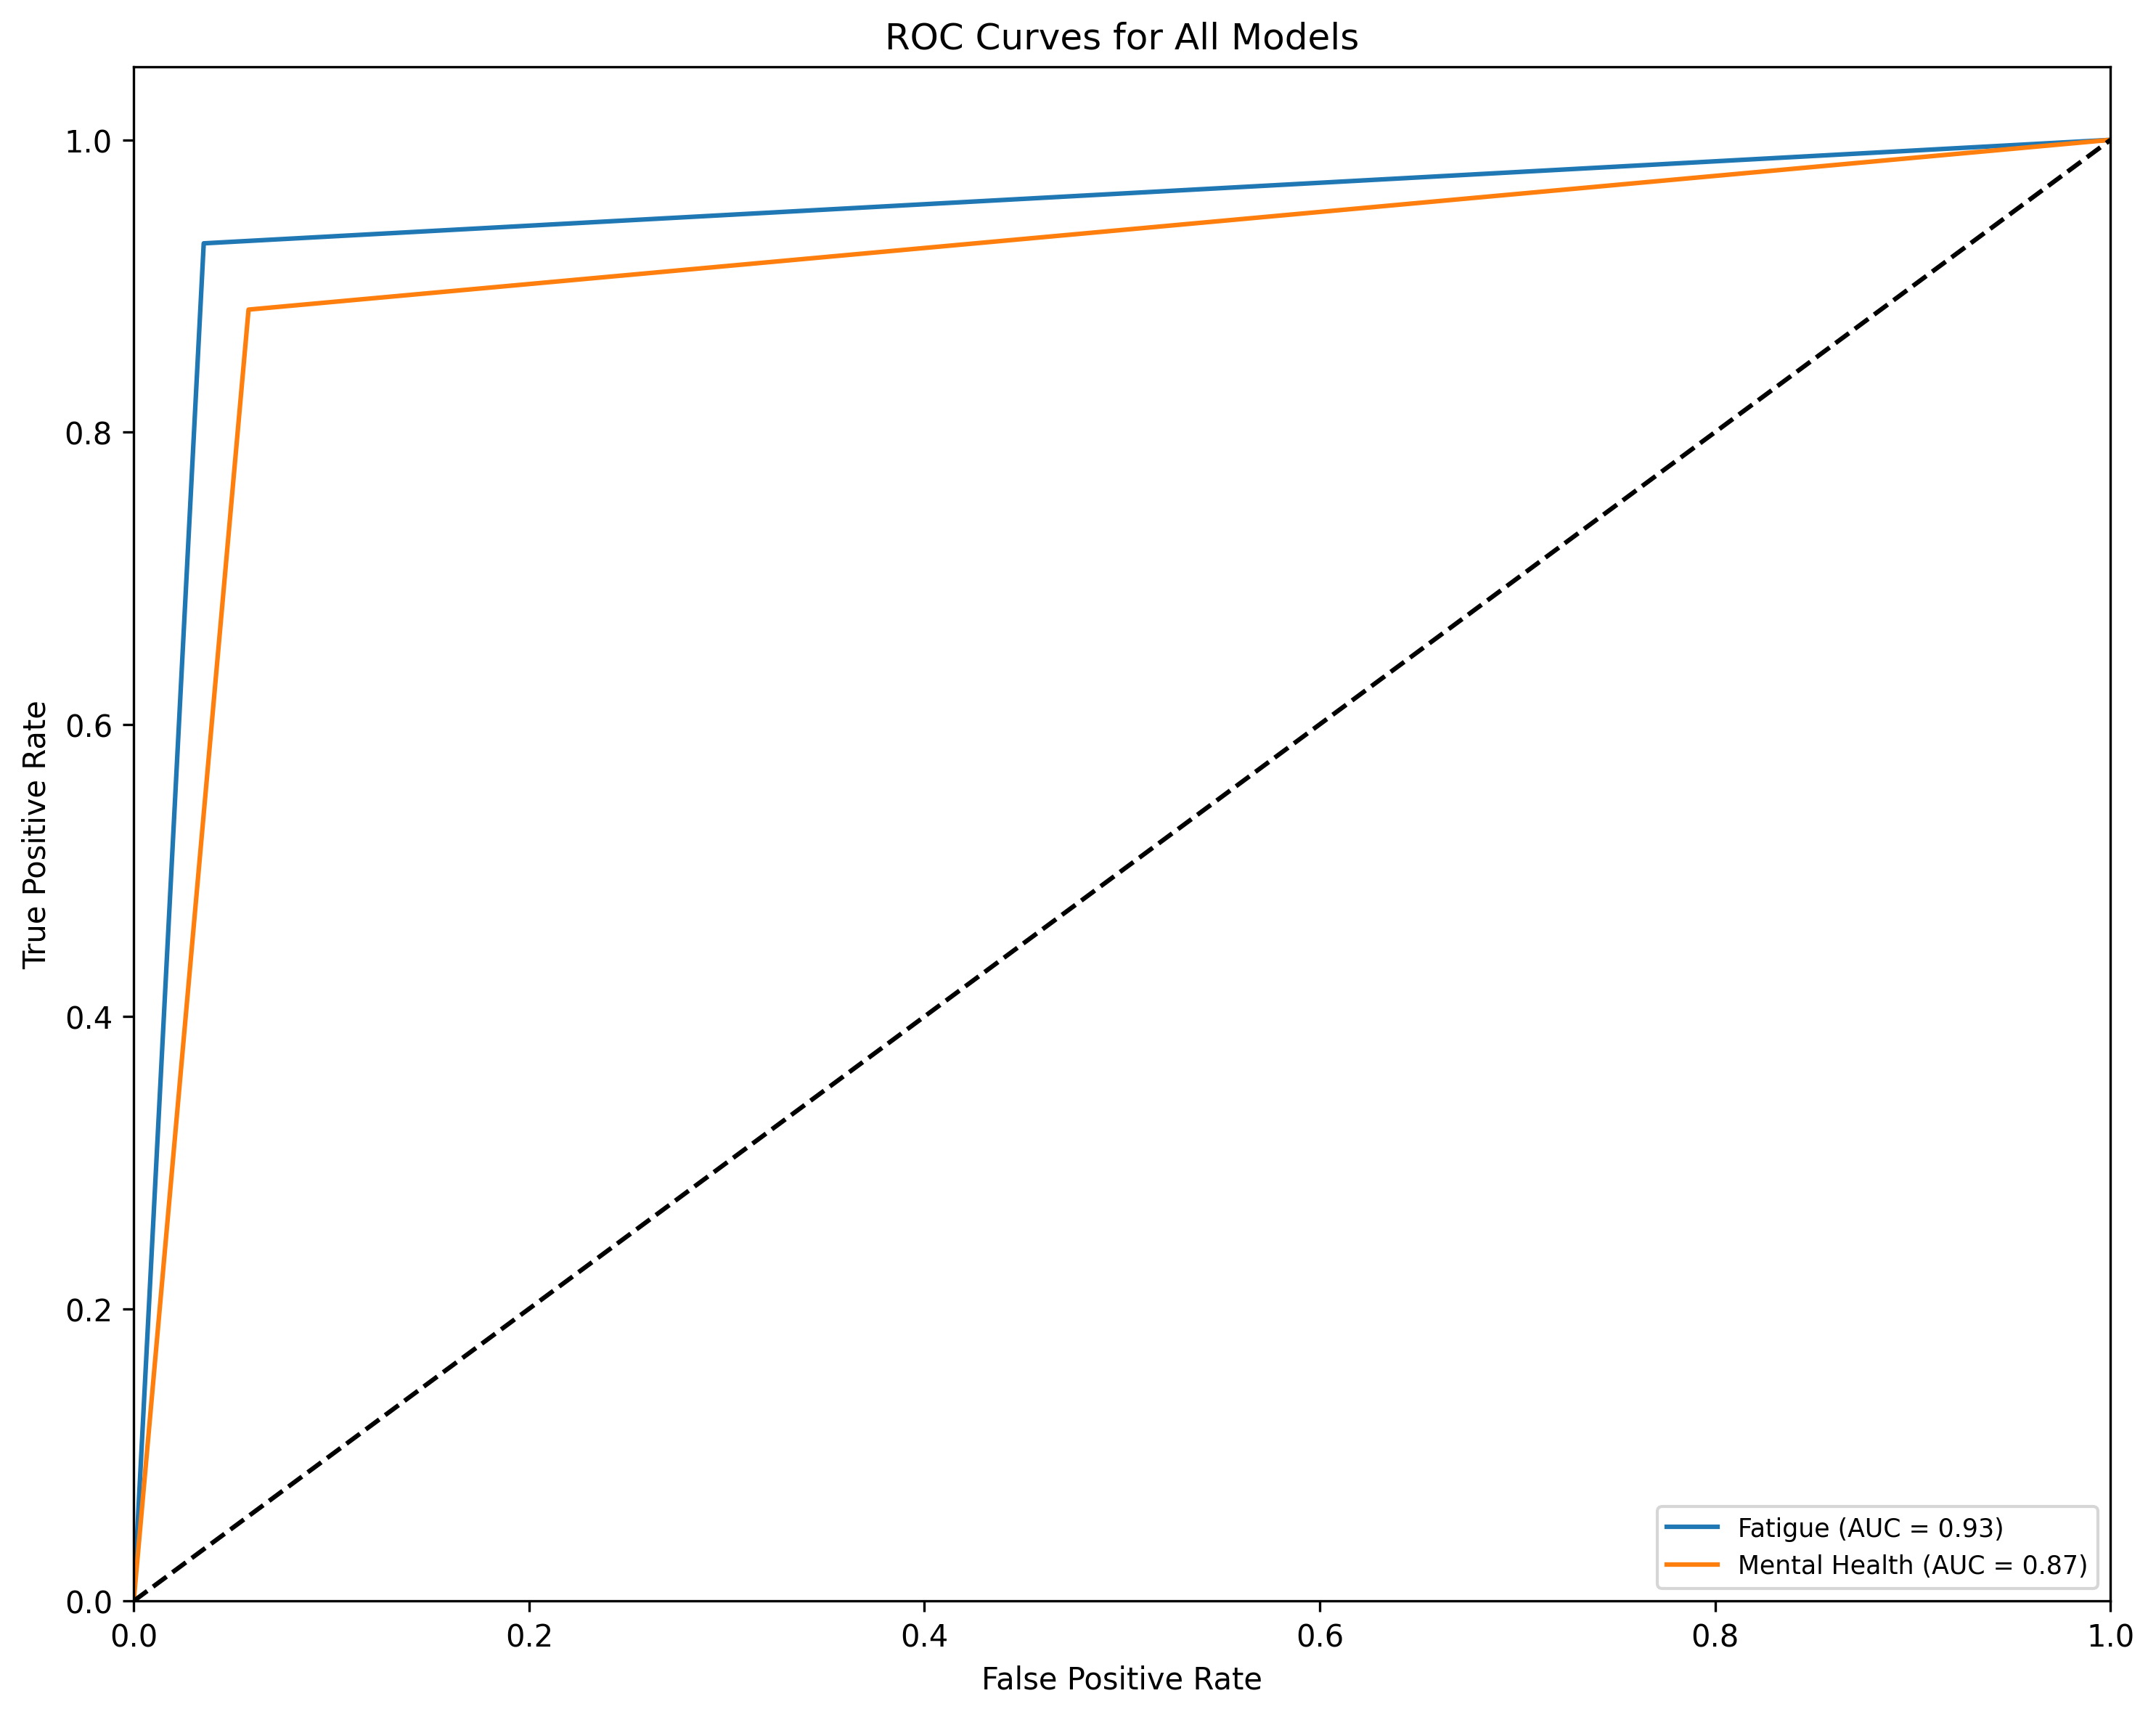 ROC Curves for All Models
1.0
0.8
0.6
0.4
0.2
0.0
True Positive Rate
0.0 0.2 0.4 0.6 0.8 1.0
False Positive Rate
Fatigue (AUC = 0.93)
Mental Health (AUC = 0.87)